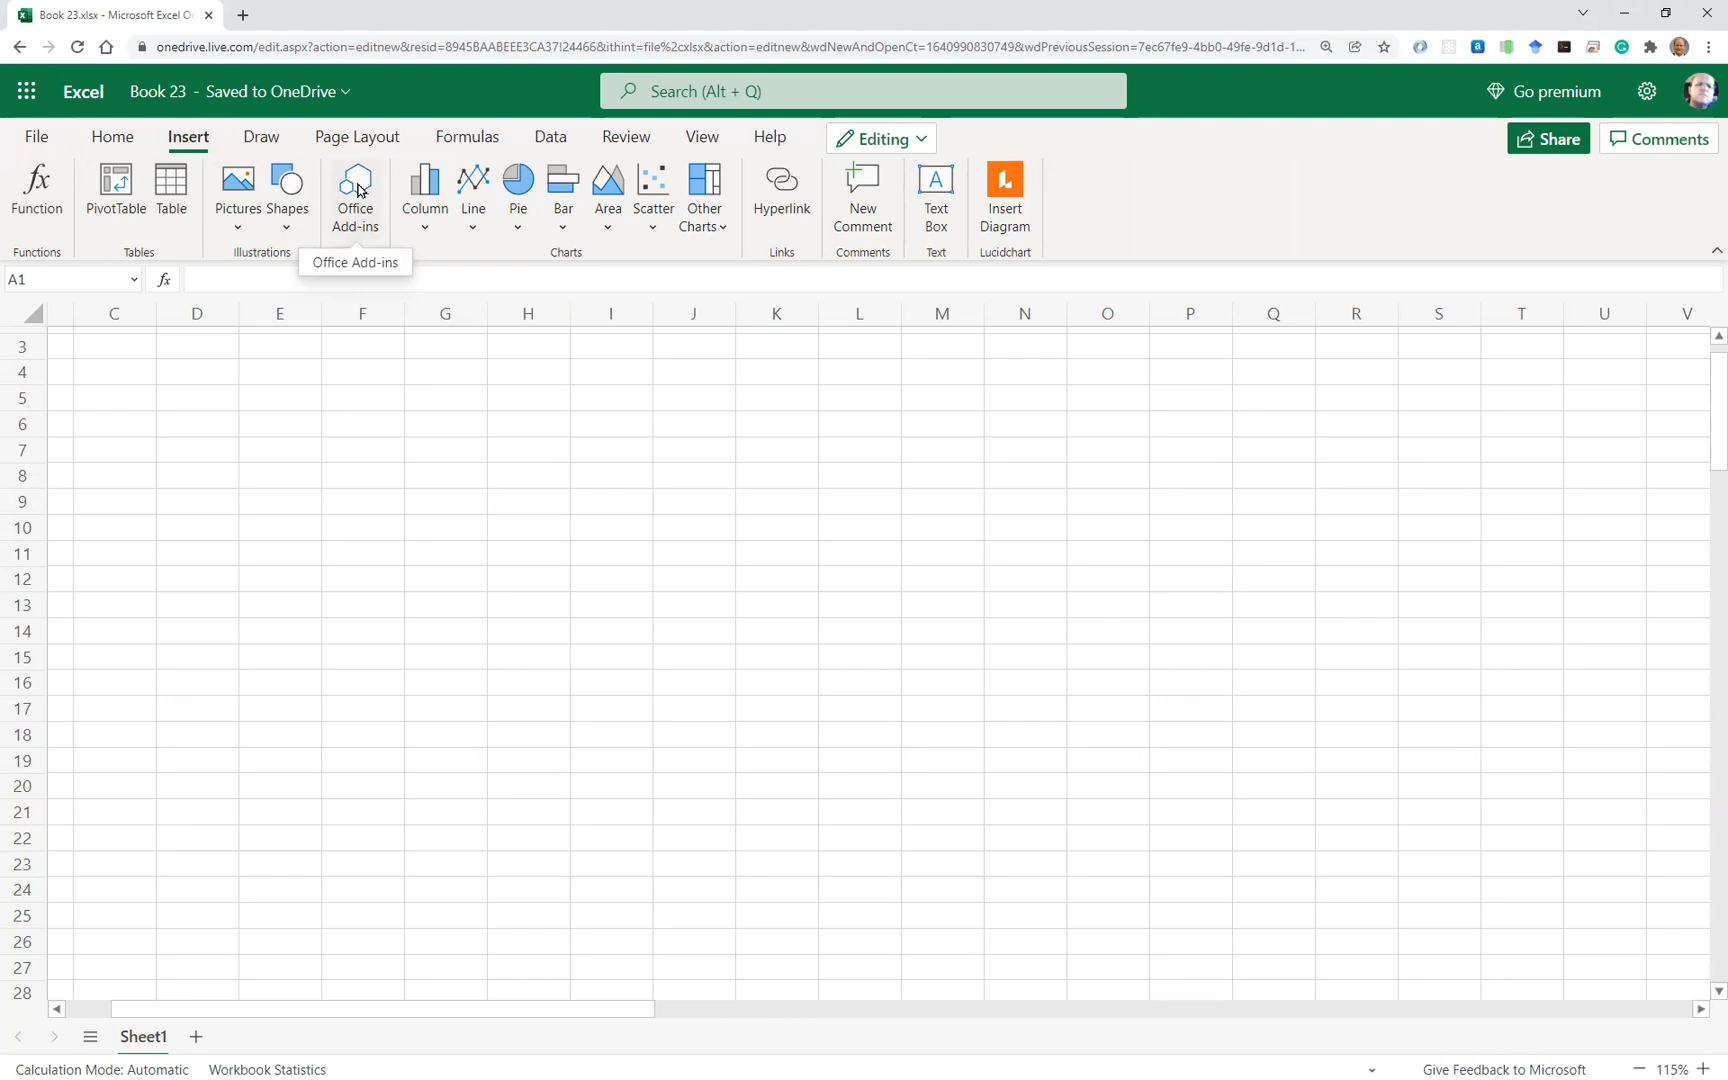 Book 23.xlsx - Microsoft Excel O
onedrive.live.com/edit.aspx?action=editnew&resid=8945BAABEEE3CA37!24466&ithint=file%2cxlsx&action=editnew&wdNewAndOpenCt=1640990830749&wdPreviousSession=7ec67fe9-4bb0-49fe-9d1d-1...
Excel Book 23 - Saved to OneDrive Search (Alt + Q) Go premium
File Home Insert Draw Page Layout Formulas Data Review View Help Editing Share Comments
Function PivotTable Table Pictures Shapes Office Column Line Pie Bar Area Scatter Other Hyperlink New Text Insert
Add-ins Charts Comment Box Diagram
Functions Tables Illustrations Charts Links Comments Text Lucidchart
Office Add-ins
A1 fx
C D E F G H I J K L M N O P Q R S T U V
3
4
5
6
7
8
9
10
11
12
13
14
15
16
17
18
19
20
21
22
23
24
25
26
27
28
Sheet1
Calculation Mode: Automatic Workbook Statistics Give Feedback to Microsoft 115%